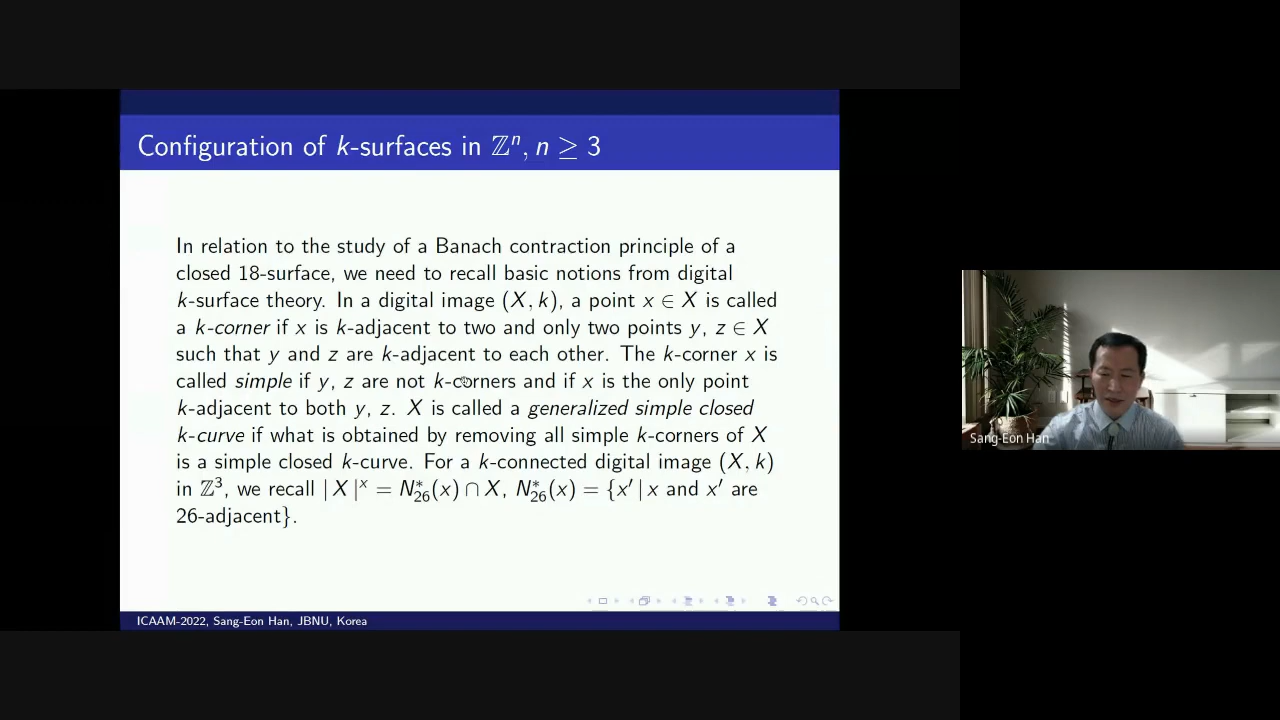 Configuration of k-surfaces in ℤⁿ, n ≥ 3
In relation to the study of a Banach contraction principle of a
closed 18-surface, we need to recall basic notions from digital
k-surface theory. In a digital image (X, k), a point x ∈ X is called
a k-corner if x is k-adjacent to two and only two points y, z ∈ X
such that y and z are k-adjacent to each other. The k-corner x is
called simple if y, z are not k-corners and if x is the only point
k-adjacent to both y, z. X is called a generalized simple closed
k-curve if what is obtained by removing all simple k-corners of X
is a simple closed k-curve. For a k-connected digital image (X, k)
in ℤ³, we recall | X |ˣ = N*₂₆(x) ∩ X, N*₂₆(x) = {x′ | x and x′ are
26-adjacent}.
ICAAM-2022, Sang-Eon Han, JBNU, Korea
Sang-Eon Han